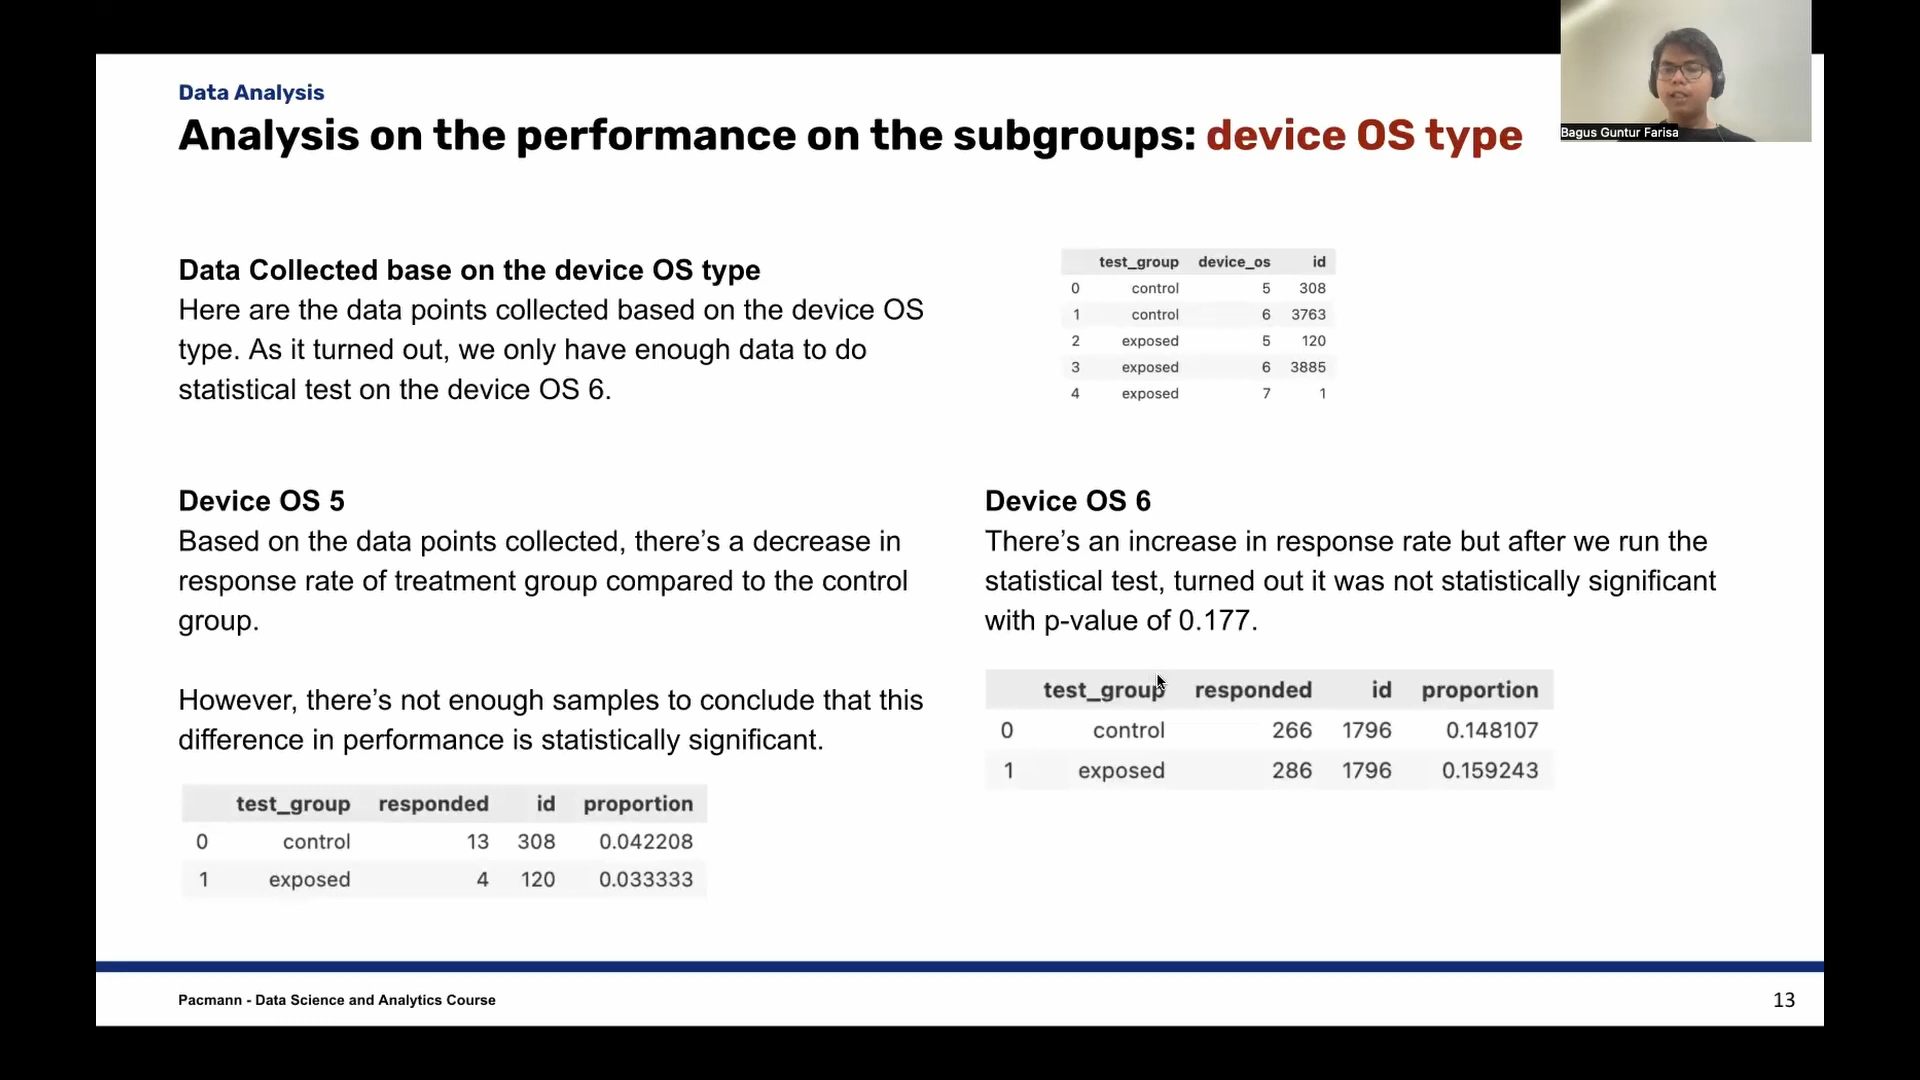 Data Analysis
Analysis on the performance on the subgroups: device OS type
Bagus Guntur Farisa
Data Collected base on the device OS type
Here are the data points collected based on the device OS
type. As it turned out, we only have enough data to do
statistical test on the device OS 6.
test_group device_os id
0 control 5 308
1 control 6 3763
2 exposed 5 120
3 exposed 6 3885
4 exposed 7 1
Device OS 5
Based on the data points collected, there’s a decrease in
response rate of treatment group compared to the control
group.
However, there’s not enough samples to conclude that this
difference in performance is statistically significant.
test_group responded id proportion
0 control 13 308 0.042208
1 exposed 4 120 0.033333
Device OS 6
There’s an increase in response rate but after we run the
statistical test, turned out it was not statistically significant
with p-value of 0.177.
test_group responded id proportion
0 control 266 1796 0.148107
1 exposed 286 1796 0.159243
Pacmann - Data Science and Analytics Course
13